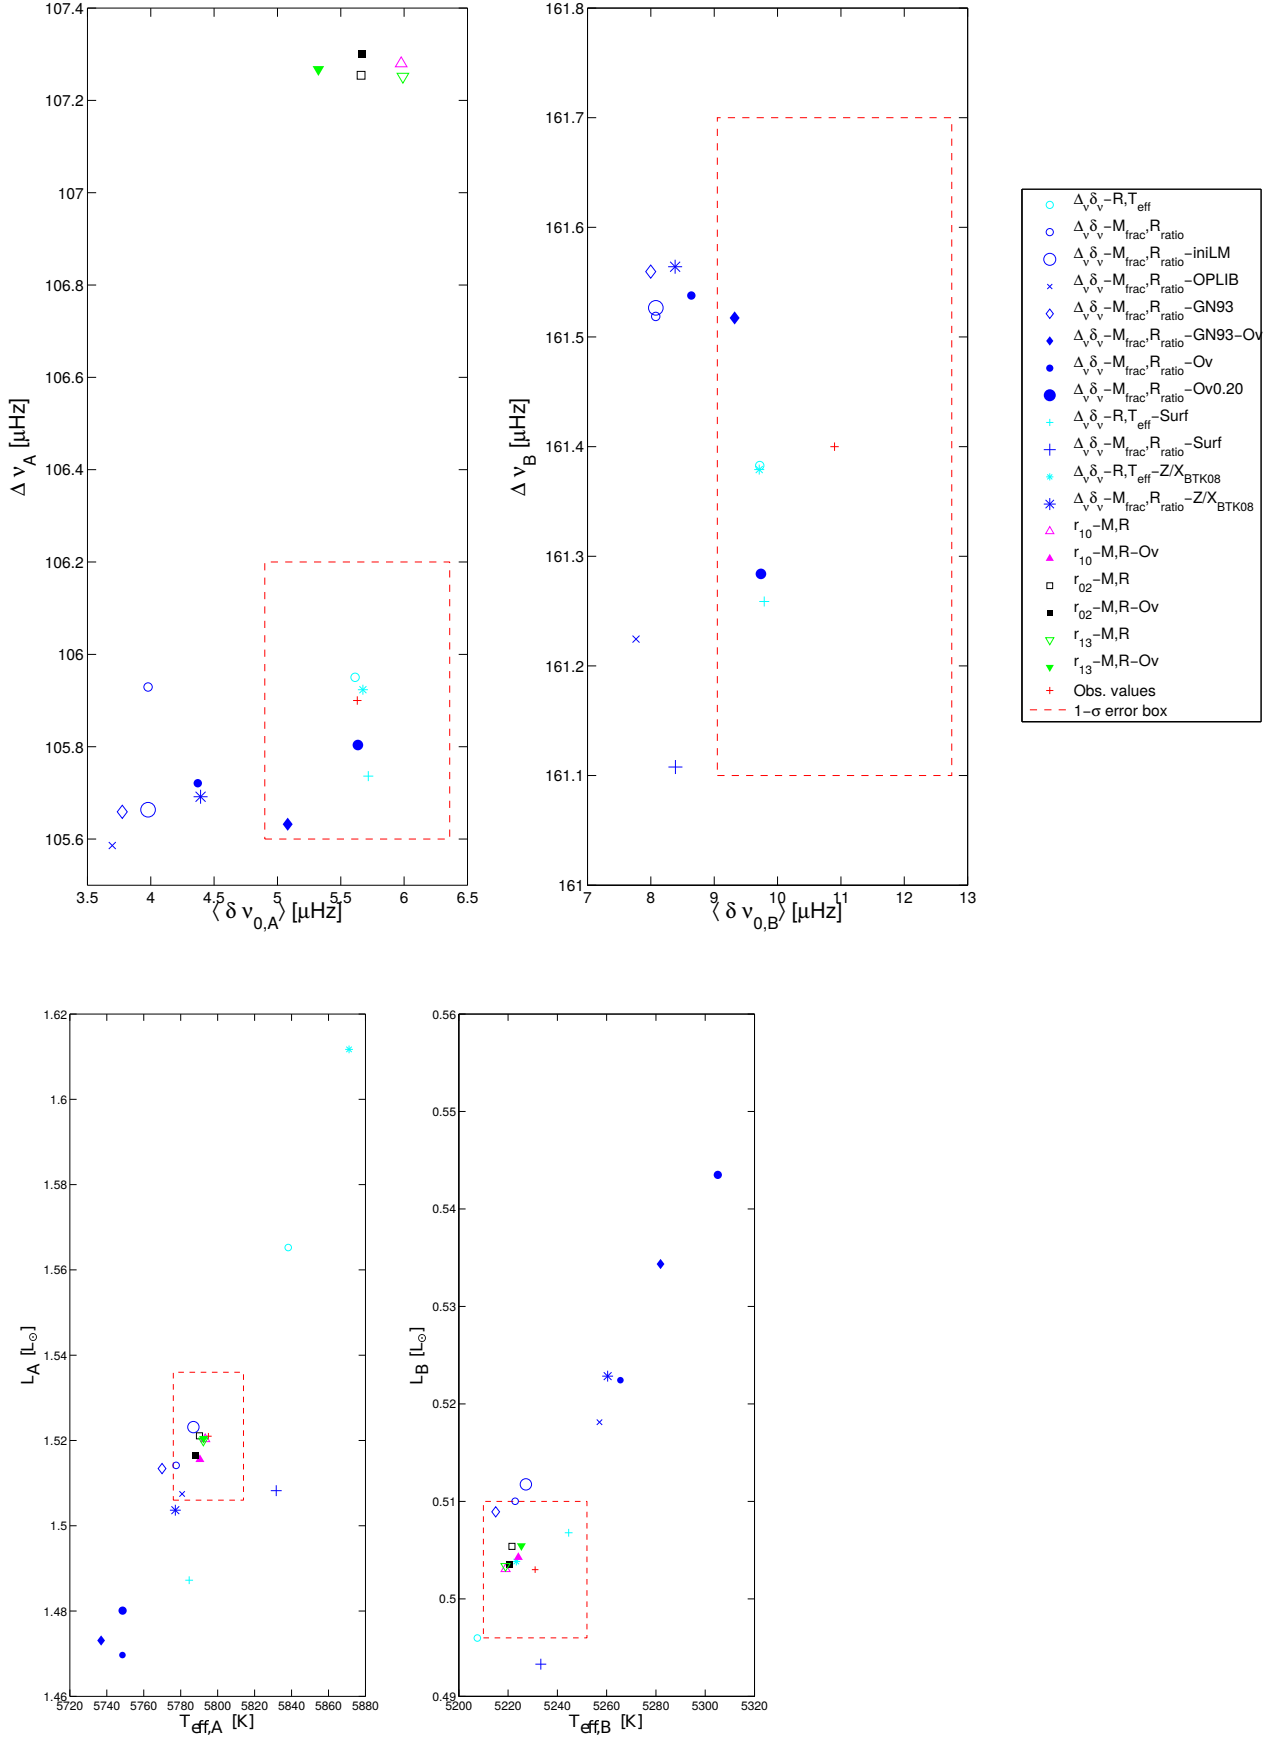 107.4
107.2
107
106.8
106.6
106.4
106.2
106
105.8
105.6
3.5 4 4.5 5 5.5 6 6.5
Δ ν_A [μHz]
⟨ δ ν_{0,A} ⟩ [μHz]
161.8
161.7
161.6
161.5
161.4
161.3
161.2
161.1
161
7 8 9 10 11 12 13
Δ ν_B [μHz]
⟨ δ ν_{0,B} ⟩ [μHz]
Δ_ν δ_ν−R,T_eff
Δ_ν δ_ν−M_frac,R_ratio
Δ_ν δ_ν−M_frac,R_ratio−iniLM
Δ_ν δ_ν−M_frac,R_ratio−OPLIB
Δ_ν δ_ν−M_frac,R_ratio−GN93
Δ_ν δ_ν−M_frac,R_ratio−GN93−Ov
Δ_ν δ_ν−M_frac,R_ratio−Ov
Δ_ν δ_ν−M_frac,R_ratio−Ov0.20
Δ_ν δ_ν−R,T_eff−Surf
Δ_ν δ_ν−M_frac,R_ratio−Surf
Δ_ν δ_ν−R,T_eff−Z/X_BTK08
Δ_ν δ_ν−M_frac,R_ratio−Z/X_BTK08
r_10−M,R
r_10−M,R−Ov
r_02−M,R
r_02−M,R−Ov
r_13−M,R
r_13−M,R−Ov
Obs. values
1−σ error box
1.62
1.6
1.58
1.56
1.54
1.52
1.5
1.48
1.46
5720 5740 5760 5780 5800 5820 5840 5860 5880
L_A [L_⊙]
T_{eff,A} [K]
0.56
0.55
0.54
0.53
0.52
0.51
0.5
0.49
5200 5220 5240 5260 5280 5300 5320
L_B [L_⊙]
T_{eff,B} [K]